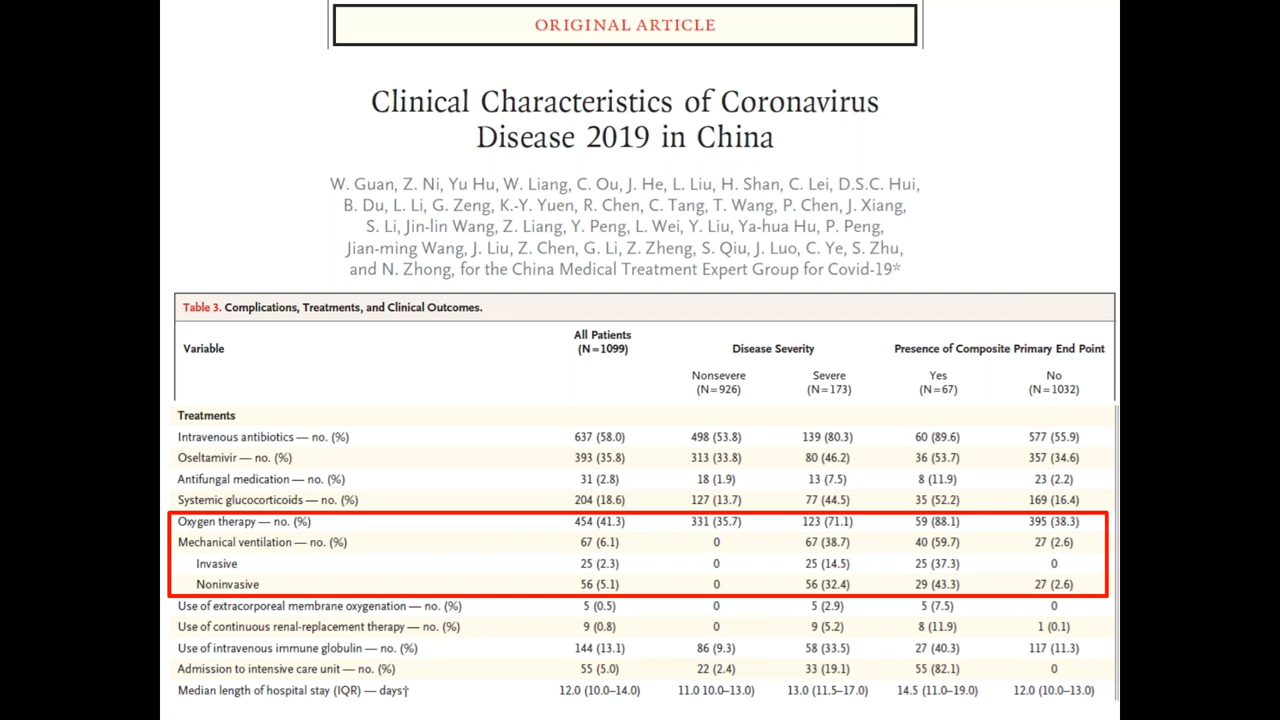 ORIGINAL ARTICLE
Clinical Characteristics of Coronavirus
Disease 2019 in China
W. Guan, Z. Ni, Yu Hu, W. Liang, C. Ou, J. He, L. Liu, H. Shan, C. Lei, D.S.C. Hui,
B. Du, L. Li, G. Zeng, K.-Y. Yuen, R. Chen, C. Tang, T. Wang, P. Chen, J. Xiang,
S. Li, Jin-lin Wang, Z. Liang, Y. Peng, L. Wei, Y. Liu, Ya-hua Hu, P. Peng,
Jian-ming Wang, J. Liu, Z. Chen, G. Li, Z. Zheng, S. Qiu, J. Luo, C. Ye, S. Zhu,
and N. Zhong, for the China Medical Treatment Expert Group for Covid-19*
Table 3. Complications, Treatments, and Clinical Outcomes.
Variable All Patients (N=1099) Disease Severity Presence of Composite Primary End Point
Nonsevere (N=926) Severe (N=173) Yes (N=67) No (N=1032)
Treatments
Intravenous antibiotics — no. (%) 637 (58.0) 498 (53.8) 139 (80.3) 60 (89.6) 577 (55.9)
Oseltamivir — no. (%) 393 (35.8) 313 (33.8) 80 (46.2) 36 (53.7) 357 (34.6)
Antifungal medication — no. (%) 31 (2.8) 18 (1.9) 13 (7.5) 8 (11.9) 23 (2.2)
Systemic glucocorticoids — no. (%) 204 (18.6) 127 (13.7) 77 (44.5) 35 (52.2) 169 (16.4)
Oxygen therapy — no. (%) 454 (41.3) 331 (35.7) 123 (71.1) 59 (88.1) 395 (38.3)
Mechanical ventilation — no. (%) 67 (6.1) 0 67 (38.7) 40 (59.7) 27 (2.6)
Invasive 25 (2.3) 0 25 (14.5) 25 (37.3) 0
Noninvasive 56 (5.1) 0 56 (32.4) 29 (43.3) 27 (2.6)
Use of extracorporeal membrane oxygenation — no. (%) 5 (0.5) 0 5 (2.9) 5 (7.5) 0
Use of continuous renal-replacement therapy — no. (%) 9 (0.8) 0 9 (5.2) 8 (11.9) 1 (0.1)
Use of intravenous immune globulin — no. (%) 144 (13.1) 86 (9.3) 58 (33.5) 27 (40.3) 117 (11.3)
Admission to intensive care unit — no. (%) 55 (5.0) 22 (2.4) 33 (19.1) 55 (82.1) 0
Median length of hospital stay (IQR) — days† 12.0 (10.0–14.0) 11.0 10.0–13.0) 13.0 (11.5–17.0) 14.5 (11.0–19.0) 12.0 (10.0–13.0)